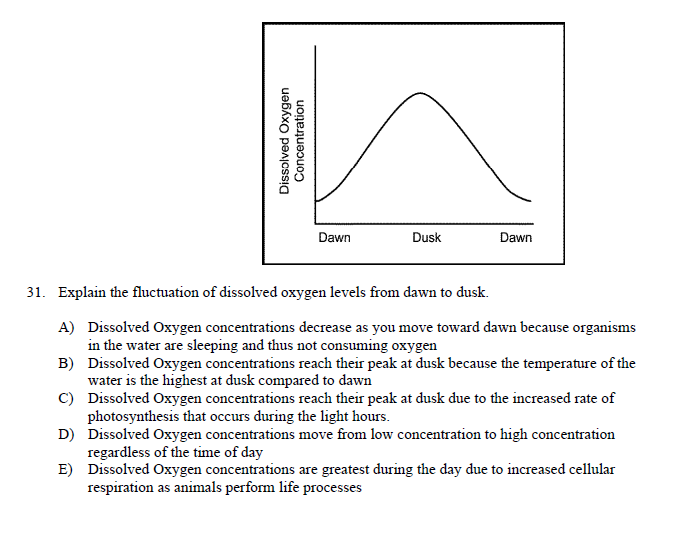 Dissolved Oxygen
Concentration
Dawn Dusk Dawn
31. Explain the fluctuation of dissolved oxygen levels from dawn to dusk.
A) Dissolved Oxygen concentrations decrease as you move toward dawn because organisms
in the water are sleeping and thus not consuming oxygen
B) Dissolved Oxygen concentrations reach their peak at dusk because the temperature of the
water is the highest at dusk compared to dawn
C) Dissolved Oxygen concentrations reach their peak at dusk due to the increased rate of
photosynthesis that occurs during the light hours.
D) Dissolved Oxygen concentrations move from low concentration to high concentration
regardless of the time of day
E) Dissolved Oxygen concentrations are greatest during the day due to increased cellular
respiration as animals perform life processes